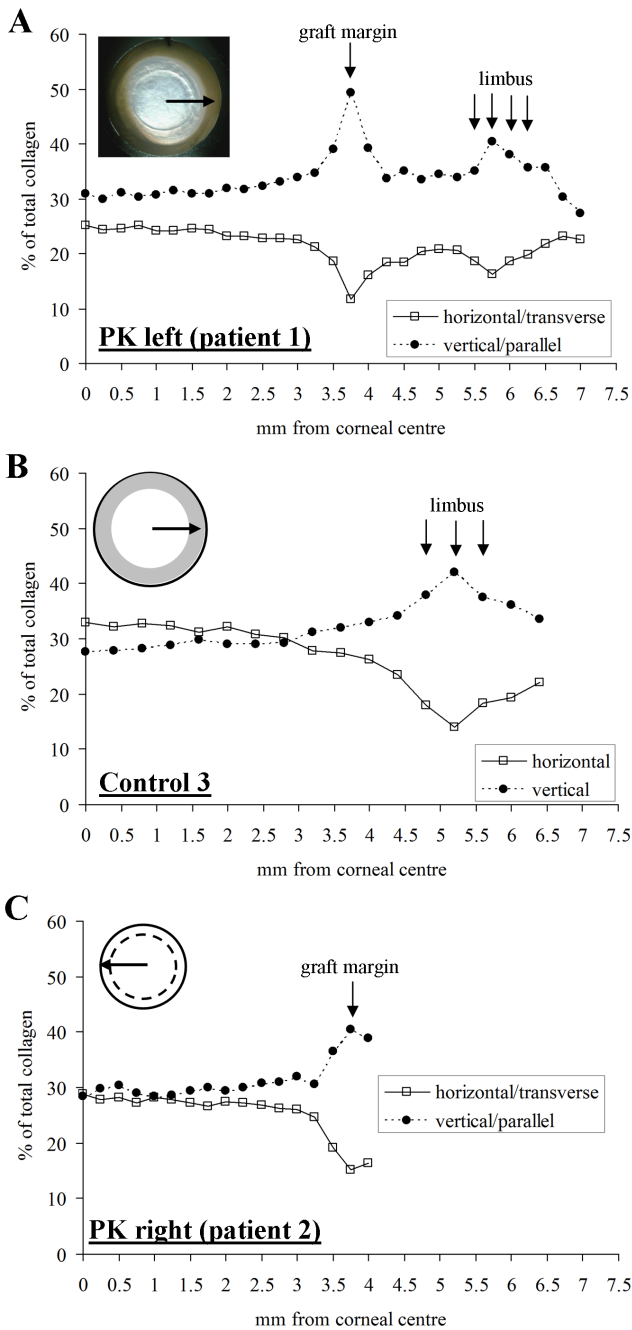 A
graft margin
limbus
60
50
40
30
20
10
0
% of total collagen
horizontal/transverse
vertical/parallel
PK left (patient 1)
0 0.5 1 1.5 2 2.5 3 3.5 4 4.5 5 5.5 6 6.5 7 7.5
mm from corneal centre
B
limbus
60
50
40
30
20
10
0
% of total collagen
horizontal
vertical
Control 3
0 0.5 1 1.5 2 2.5 3 3.5 4 4.5 5 5.5 6 6.5 7 7.5
mm from corneal centre
C
graft margin
60
50
40
30
20
10
0
% of total collagen
horizontal/transverse
vertical/parallel
PK right (patient 2)
0 0.5 1 1.5 2 2.5 3 3.5 4 4.5 5 5.5 6 6.5 7 7.5
mm from corneal centre